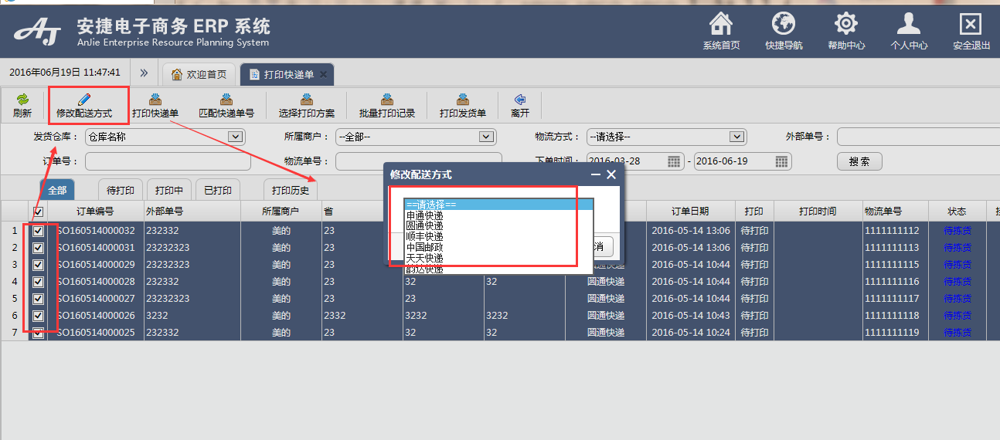 安捷电子商务 ERP 系统
AnJie Enterprise Resource Planning System
系统首页 快捷导航 帮助中心 个人中心 安全退出
2016年06月19日 11:47:41 欢迎首页 打印快递单
刷新 修改配送方式 打印快递单 匹配快递单号 选择打印方案 批量打印记录 打印发货单 离开
发货仓库： 仓库名称 所属商户： --全部-- 物流方式： --请选择-- 外部单号：
订单号： 物流单号： 下单时间： 2016-03-28 - 2016-06-19 搜索
修改配送方式
全部 待打印 打印中 已打印 打印历史
==请选择==
申通快递
圆通快递
顺丰快递
中国邮政
天天快递
韵达快递
消
订单编号 外部单号 所属商户 省 订单日期 打印 打印时间 物流单号 状态
1 SO160514000032 232332 美的 23 2016-05-14 13:06 待打印 1111111112 待拣货
2 SO160514000031 23232323 美的 23 2016-05-14 13:06 待打印 1111111113 待拣货
3 SO160514000029 23232323 美的 23 圆通快递 2016-05-14 10:44 待打印 1111111115 待拣货
4 SO160514000028 232332 美的 23 32 32 圆通快递 2016-05-14 10:44 待打印 1111111116 待拣货
5 SO160514000027 23232323 美的 23 23 圆通快递 2016-05-14 10:44 待打印 1111111117 待拣货
6 SO160514000026 3232 美的 2332 3232 3232 圆通快递 2016-05-14 10:43 待打印 1111111118 待拣货
7 SO160514000025 232332 美的 23 32 32 圆通快递 2016-05-14 10:24 待打印 1111111119 待拣货